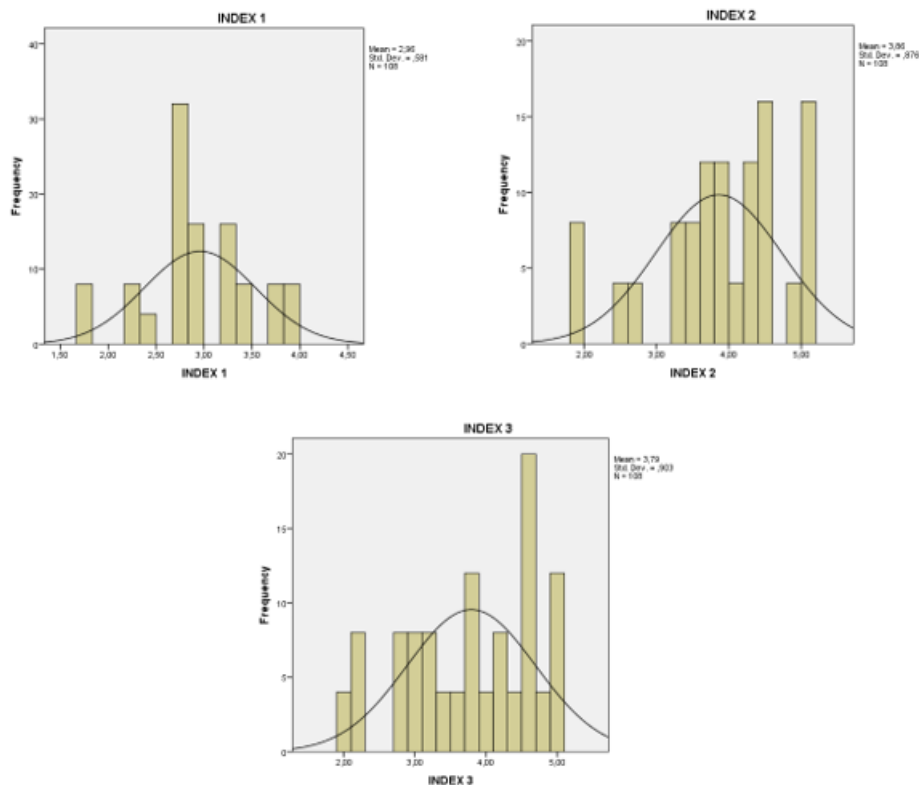 INDEX 1
Mean = 2,96
Std. Dev. = ,581
N = 108
40
30
20
10
0
Frequency
1,50 2,00 2,50 3,00 3,50 4,00 4,50
INDEX 1
INDEX 2
Mean = 3,86
Std. Dev. = ,876
N = 108
20
15
10
5
0
Frequency
2,00 3,00 4,00 5,00
INDEX 2
INDEX 3
Mean = 3,79
Std. Dev. = ,903
N = 108
20
15
10
5
0
Frequency
2,00 3,00 4,00 5,00
INDEX 3